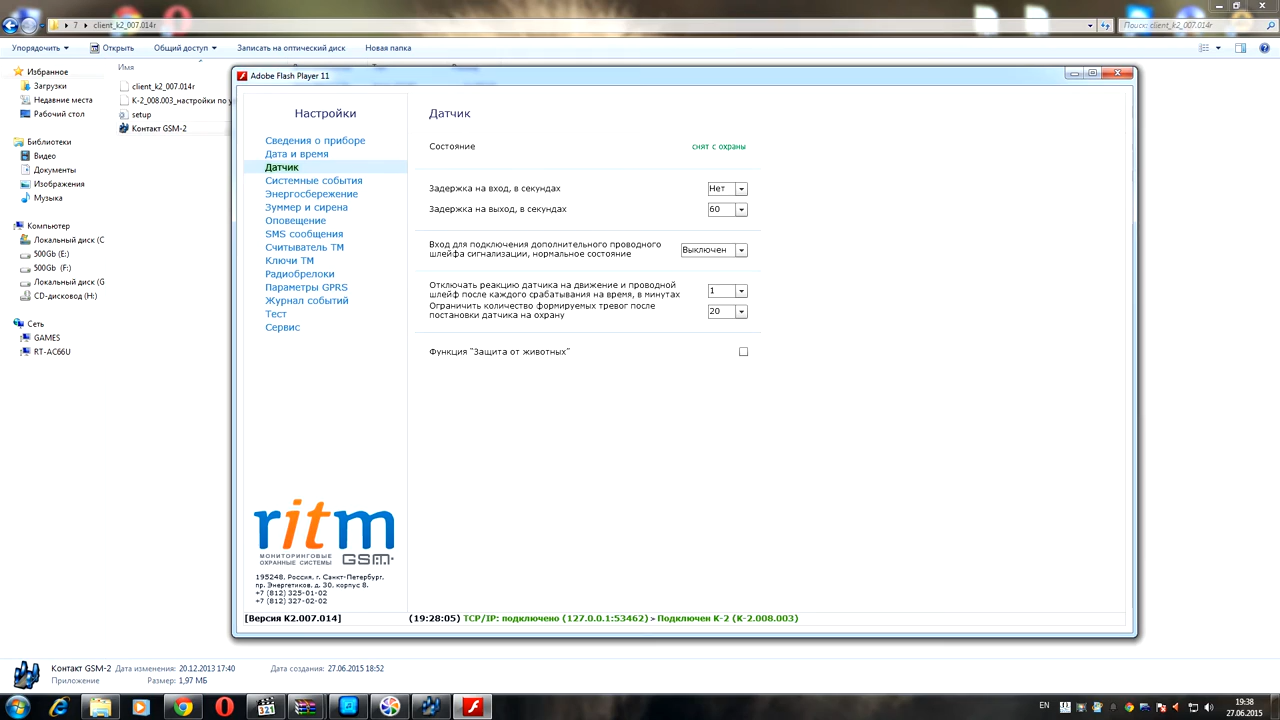 7 ▸ client_k2_007.014r
Поиск: client_k2_007.014r
Упорядочить
Открыть
Общий доступ
Записать на оптический диск
Новая папка
Избранное
Загрузки
Недавние места
Рабочий стол
Библиотеки
Видео
Документы
Изображения
Музыка
Компьютер
Локальный диск (C
500Gb (E:)
500Gb (F:)
Локальный диск (G
CD-дисковод (H:)
Сеть
GAMES
RT-AC66U
Имя
client_k2_007.014r
K-2_008.003_настройки по у
setup
Контакт GSM-2
Adobe Flash Player 11
Настройки
Сведения о приборе
Дата и время
Датчик
Системные события
Энергосбережение
Зуммер и сирена
Оповещение
SMS сообщения
Считыватель ТМ
Ключи ТМ
Радиобрелоки
Параметры GPRS
Журнал событий
Тест
Сервис
ritm
МОНИТОРИНГОВЫЕ
ОХРАННЫЕ СИСТЕМЫ
GSM
195248, Россия, г. Санкт-Петербург,
пр. Энергетиков, д. 30, корпус 8.
+7 (812) 325-01-02
+7 (812) 327-02-02
Датчик
Состояние снят с охраны
Задержка на вход, в секундах Нет
Задержка на выход, в секундах 60
Вход для подключения дополнительного проводного
шлейфа сигнализации, нормальное состояние Выключен
Отключать реакцию датчика на движение и проводной
шлейф после каждого срабатывания на время, в минутах 1
Ограничить количество формируемых тревог после
постановки датчика на охрану 20
Функция "Защита от животных"
[Версия K2.007.014] (19:28:05) TCP/IP: подключено (127.0.0.1:53462) > Подключен K-2 (K-2.008.003)
Контакт GSM-2 Дата изменения: 20.12.2013 17:40 Дата создания: 27.06.2015 18:52
Приложение Размер: 1,97 МБ
321
EN
19:38
27.06.2015